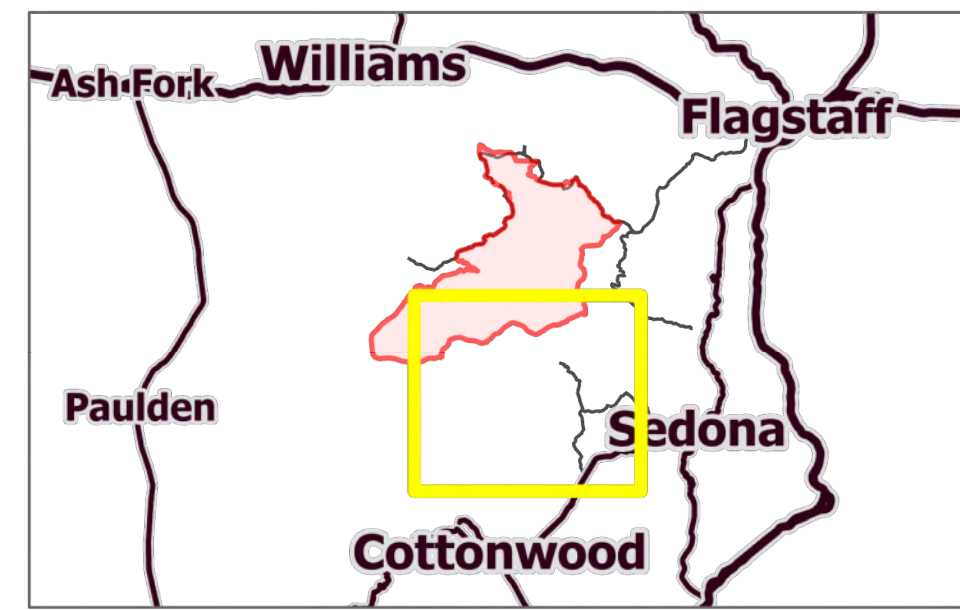 Williams
Ash Fork
Flagstaff
Paulden
Sedona
Cottonwood